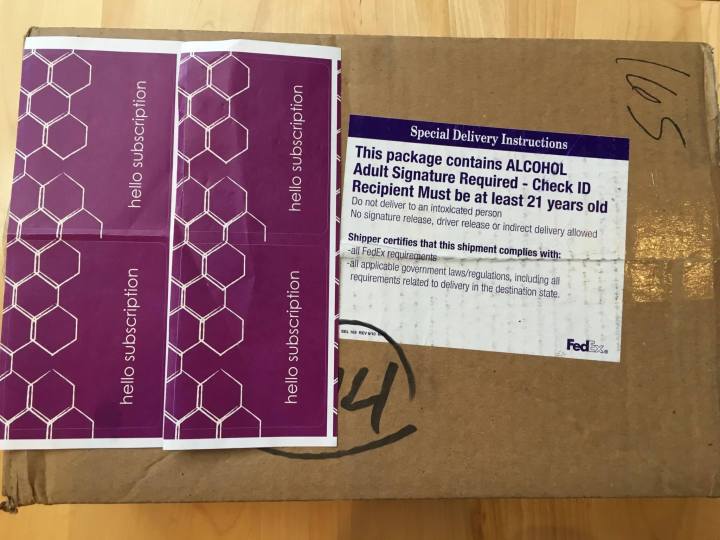 hello subscription
hello subscription
hello subscription
hello subscription
Special Delivery Instructions
This package contains ALCOHOL
Adult Signature Required - Check ID
Recipient Must be at least 21 years old
Do not deliver to an intoxicated person
No signature release, driver release or indirect delivery allowed
Shipper certifies that this shipment complies with:
-all FedEx requirements
-all applicable government laws/regulations, including all
requirements related to delivery in the destination state.
FedEx
165
4